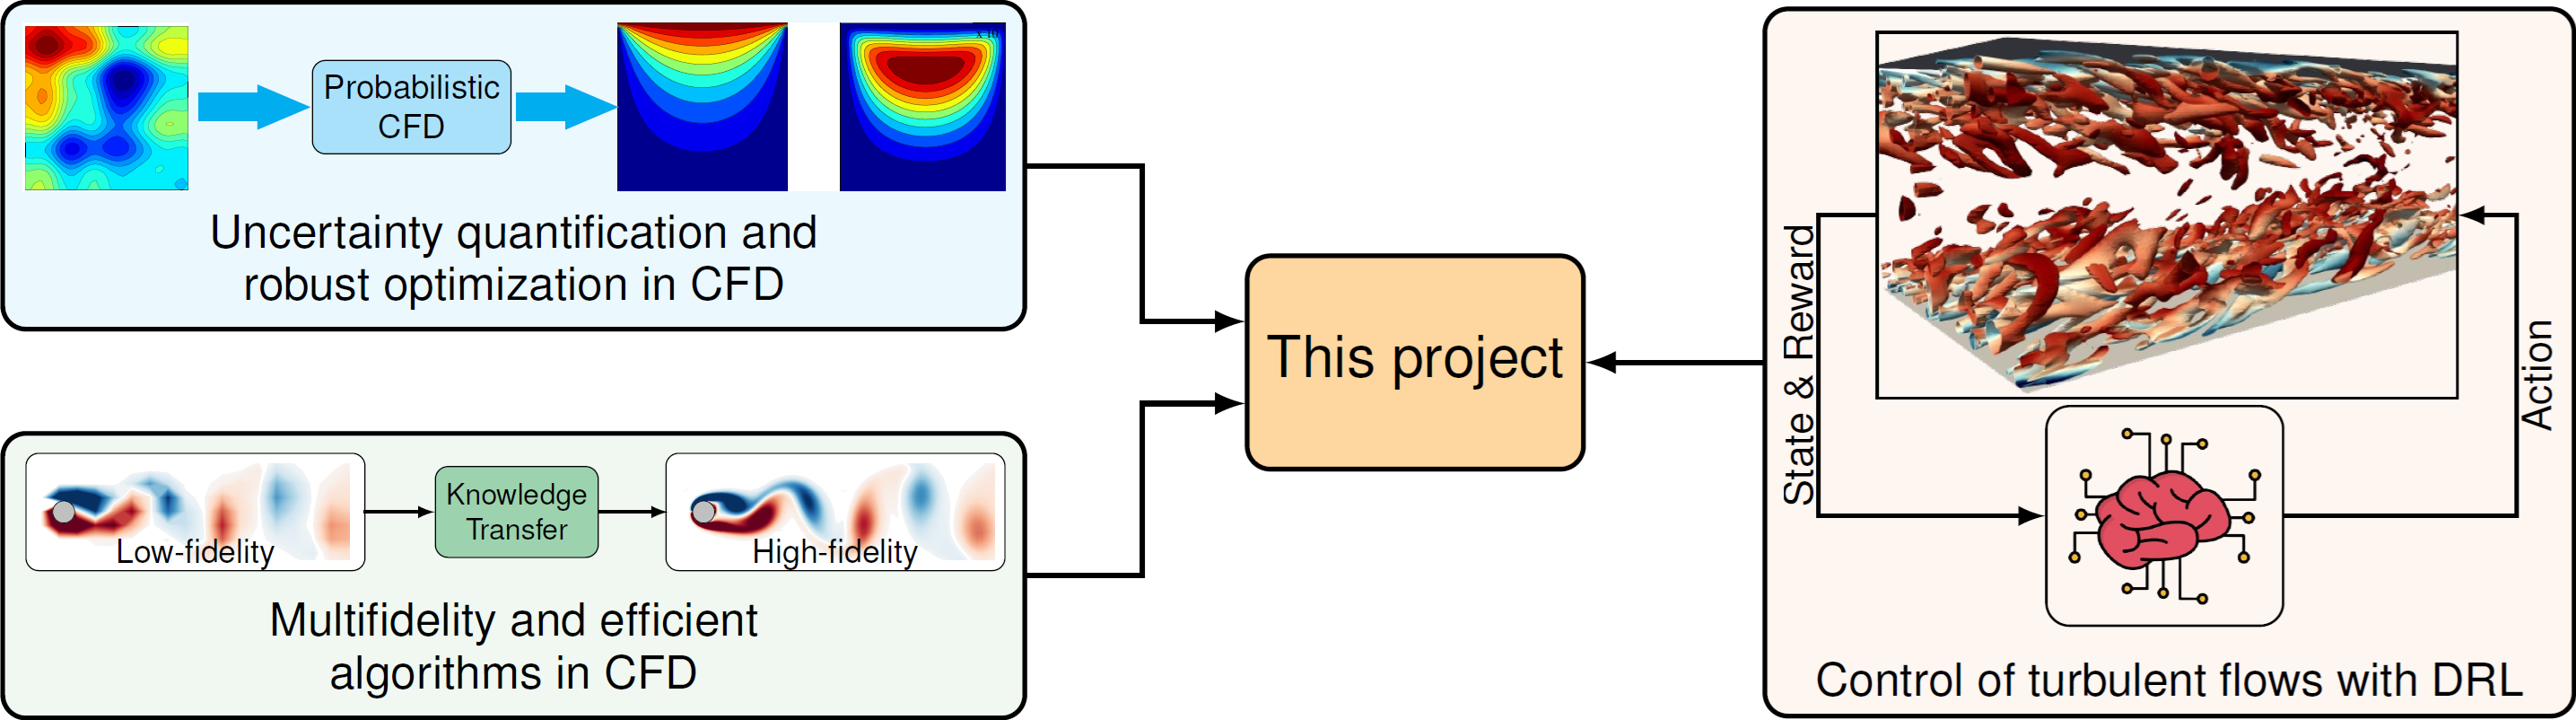 Probabilistic
CFD
Uncertainty quantification and
robust optimization in CFD
Low-fidelity
Knowledge
Transfer
High-fidelity
Multifidelity and efficient
algorithms in CFD
This project
State & Reward
Action
Control of turbulent flows with DRL